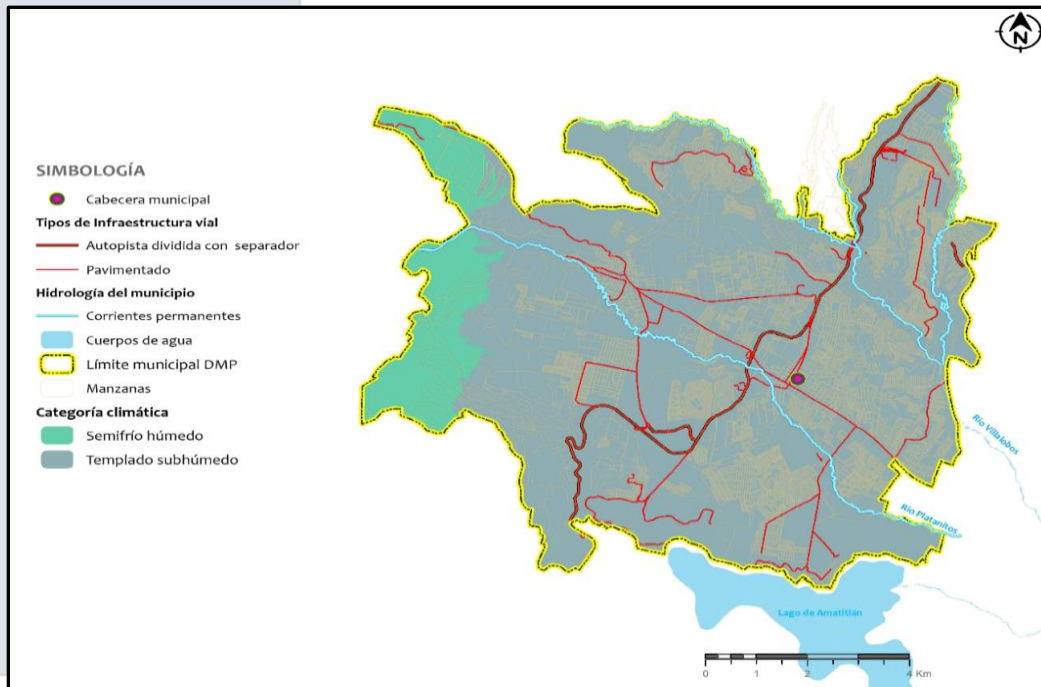 N
SIMBOLOGÍA
Cabecera municipal
Tipos de Infraestructura vial
Autopista dividida con separador
Pavimentado
Hidrología del municipio
Corrientes permanentes
Cuerpos de agua
Límite municipal DMP
Manzanas
Categoría climática
Semifrío húmedo
Templado subhúmedo
Río Villalobos
Río Platanitos
Lago de Amatitlán
0 1 2 4 Km